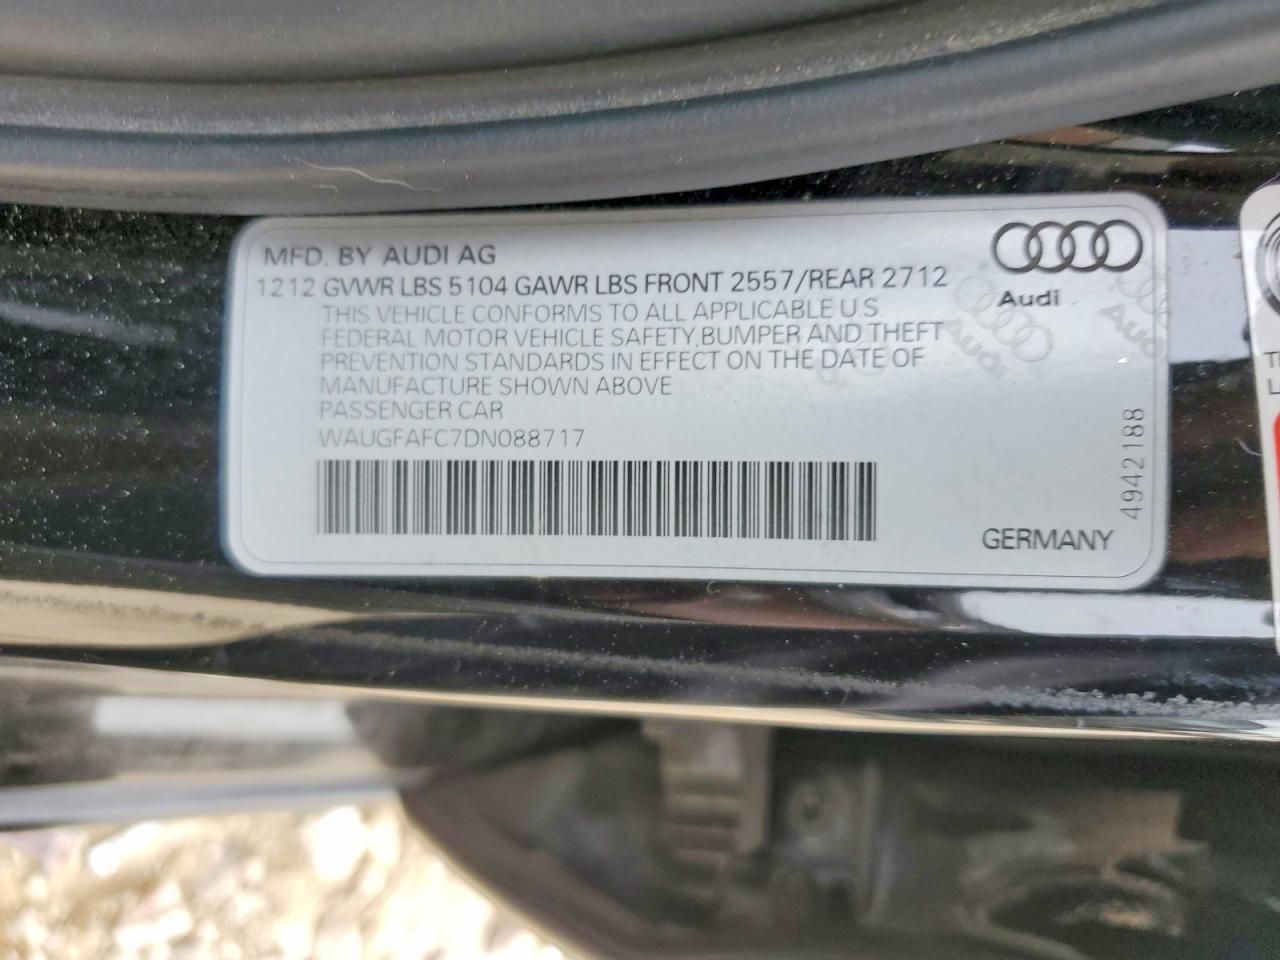 MFD. BY AUDI AG
1212 GVWR LBS 5104 GAWR LBS FRONT 2557/REAR 2712
THIS VEHICLE CONFORMS TO ALL APPLICABLE U.S.
FEDERAL MOTOR VEHICLE SAFETY, BUMPER AND THEFT
PREVENTION STANDARDS IN EFFECT ON THE DATE OF
MANUFACTURE SHOWN ABOVE
PASSENGER CAR
WAUGFAFC7DN088717
Audi
Audi
Audi
4942188
GERMANY